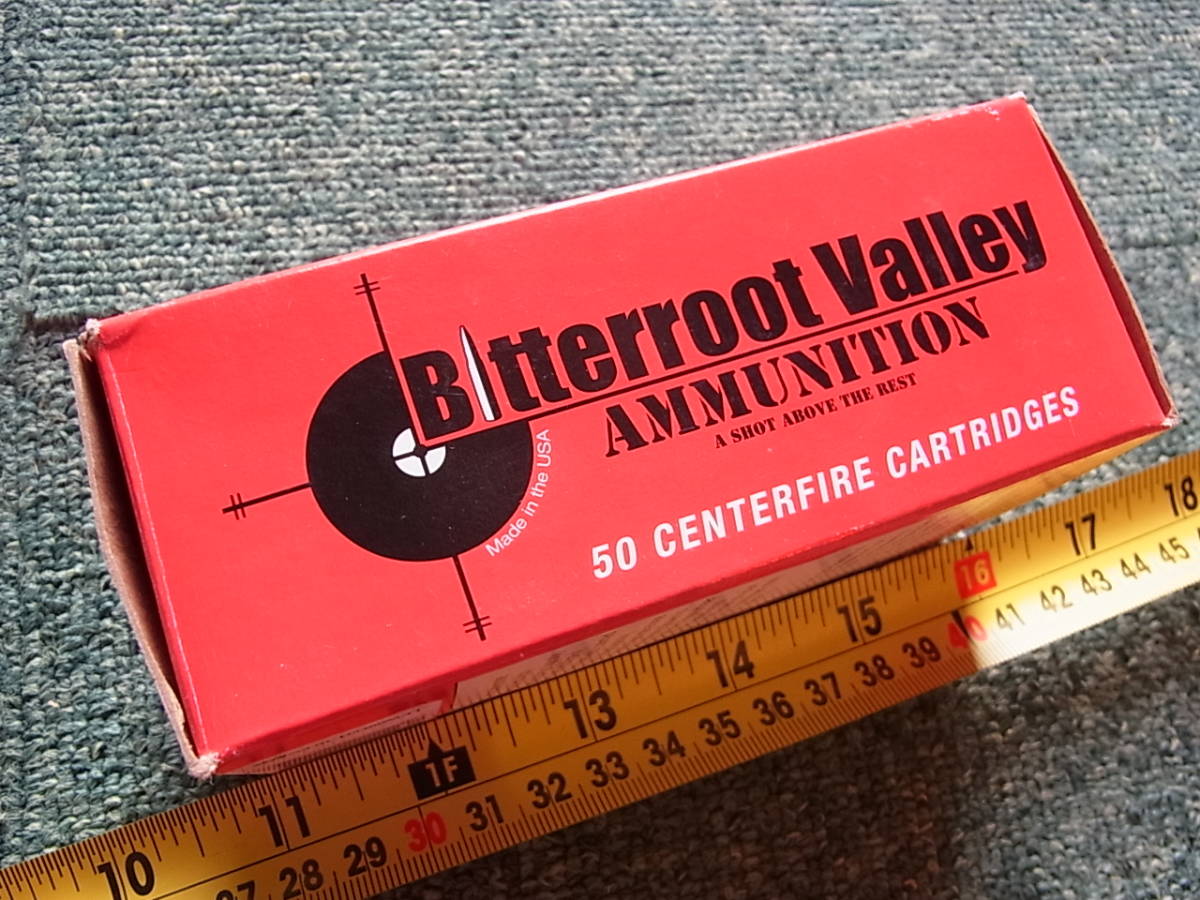 Bitterroot Valley
AMMUNITION
A SHOT ABOVE THE REST
Made in the USA
50 CENTERFIRE CARTRIDGES
10 11 1F 13 14 15 16 17 18
27 28 29 30 31 32 33 34 35 36 37 38 39 40 41 42 43 44 45